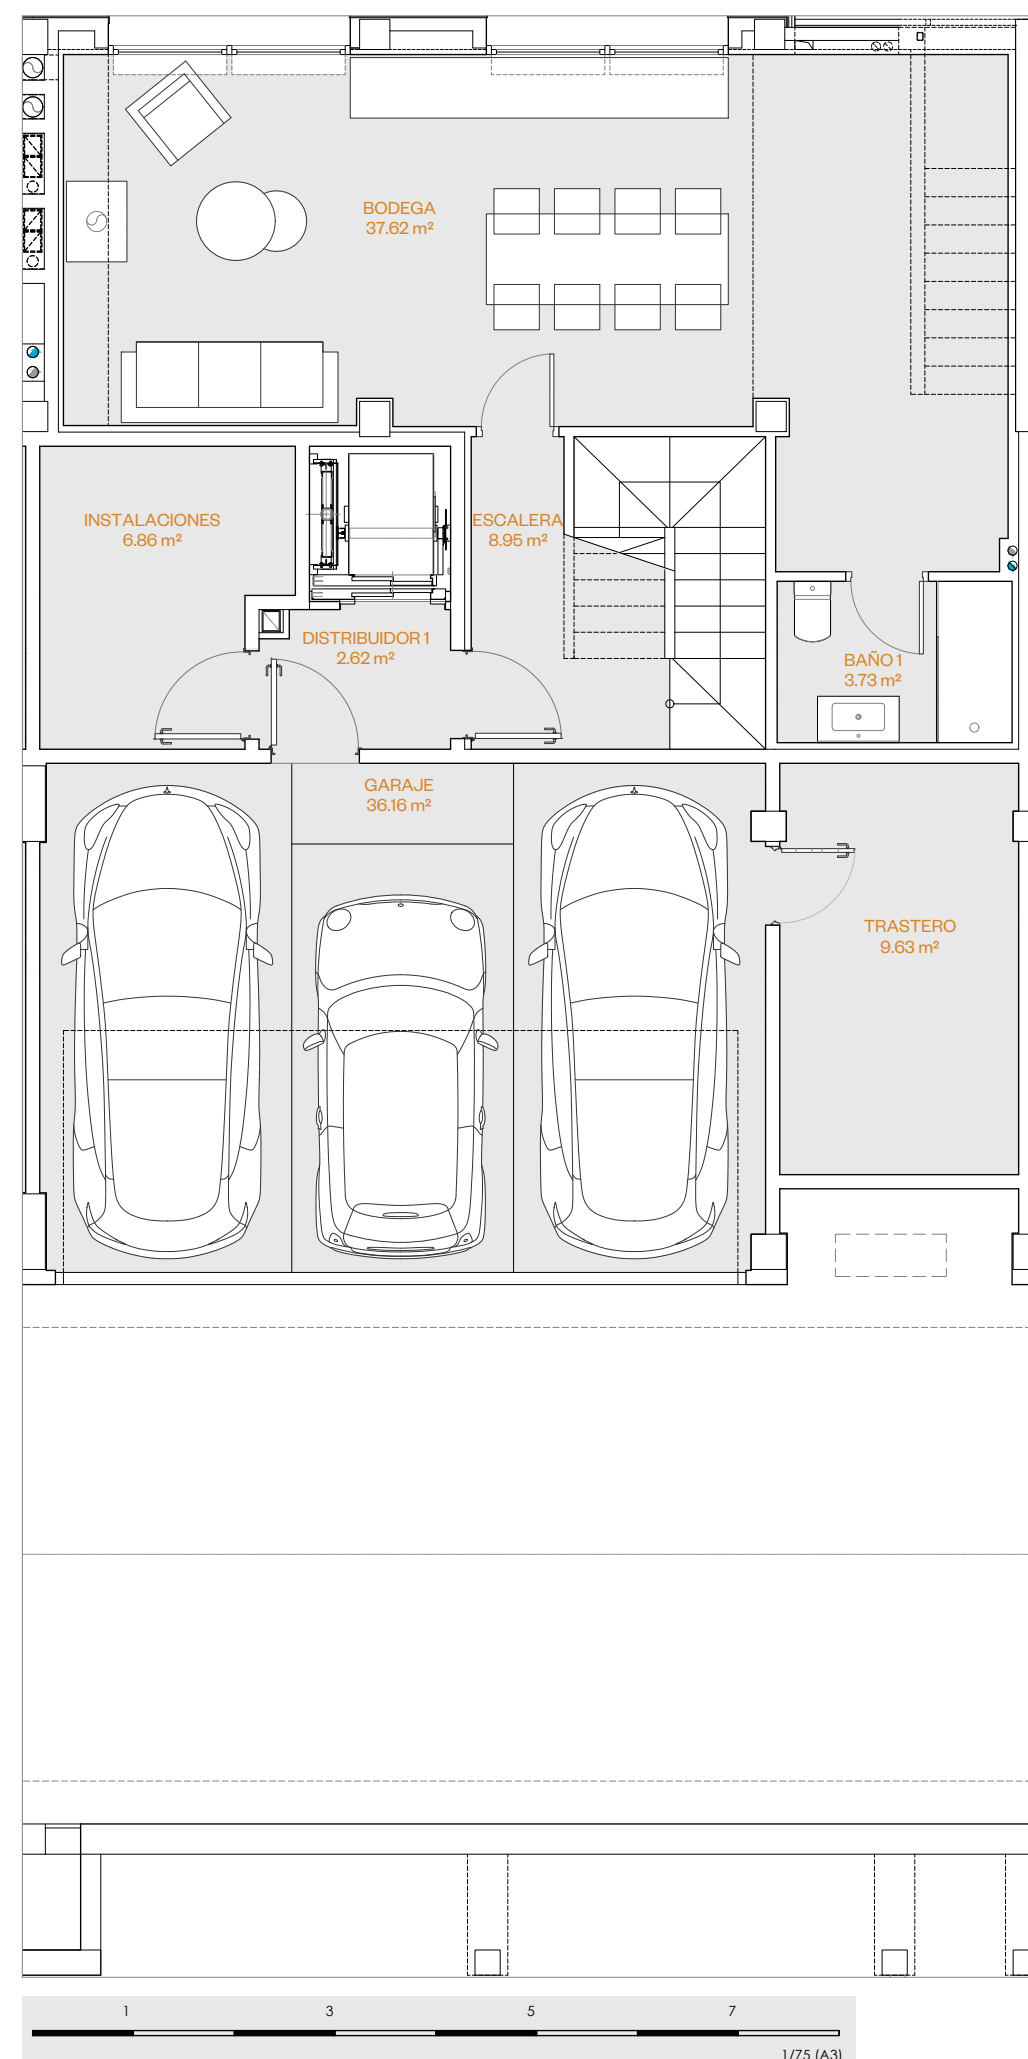 BODEGA
37.62 m²
INSTALACIONES
6.86 m²
ESCALERA
8.95 m²
DISTRIBUIDOR 1
2.62 m²
BAÑO 1
3.73 m²
GARAJE
36.16 m²
TRASTERO
9.63 m²
1 3 5 7
1/75 (A3)